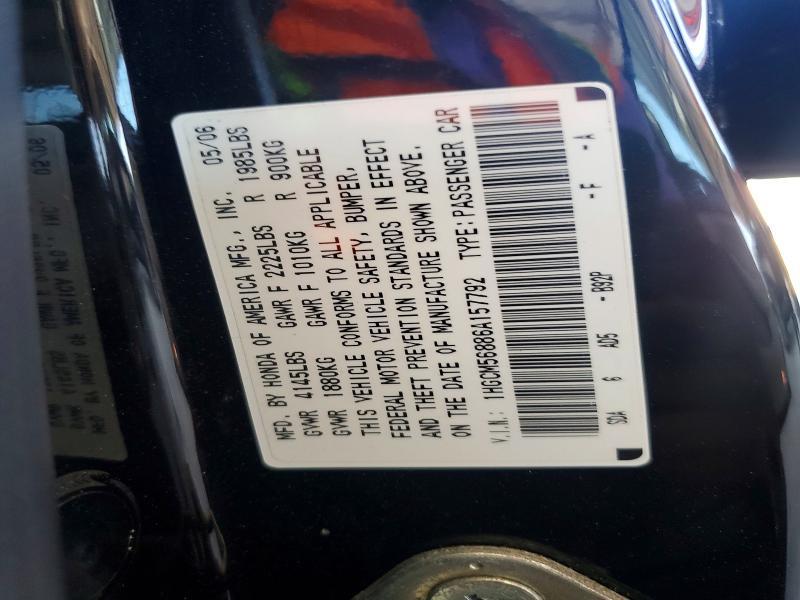 MFD. BY HONDA OF AMERICA MFG., INC. 05/06
GVWR 4145LBS GAWR F 2225LBS R 1985LBS
GVWR 1880KG GAWR F 1010KG R 900KG
THIS VEHICLE CONFORMS TO ALL APPLICABLE
FEDERAL MOTOR VEHICLE SAFETY, BUMPER,
AND THEFT PREVENTION STANDARDS IN EFFECT
ON THE DATE OF MANUFACTURE SHOWN ABOVE.
V.I.N.: 1HGCM56886A157792 TYPE:PASSENGER CAR
SDA 6 AD5 -B92P -F -A